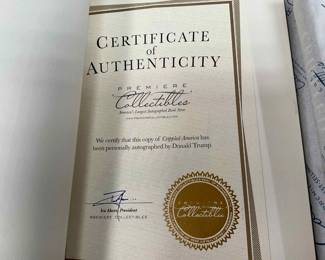 CERTIFICATE
of
AUTHENTICITY
PREMIERE
Collectibles
America's Largest Autographed Book Store
We certify that this copy of Crippled America has
been personally autographed by Donald Trump.
President
PREMIERE COLLECTIBLES
PREMIERE
Collectibles